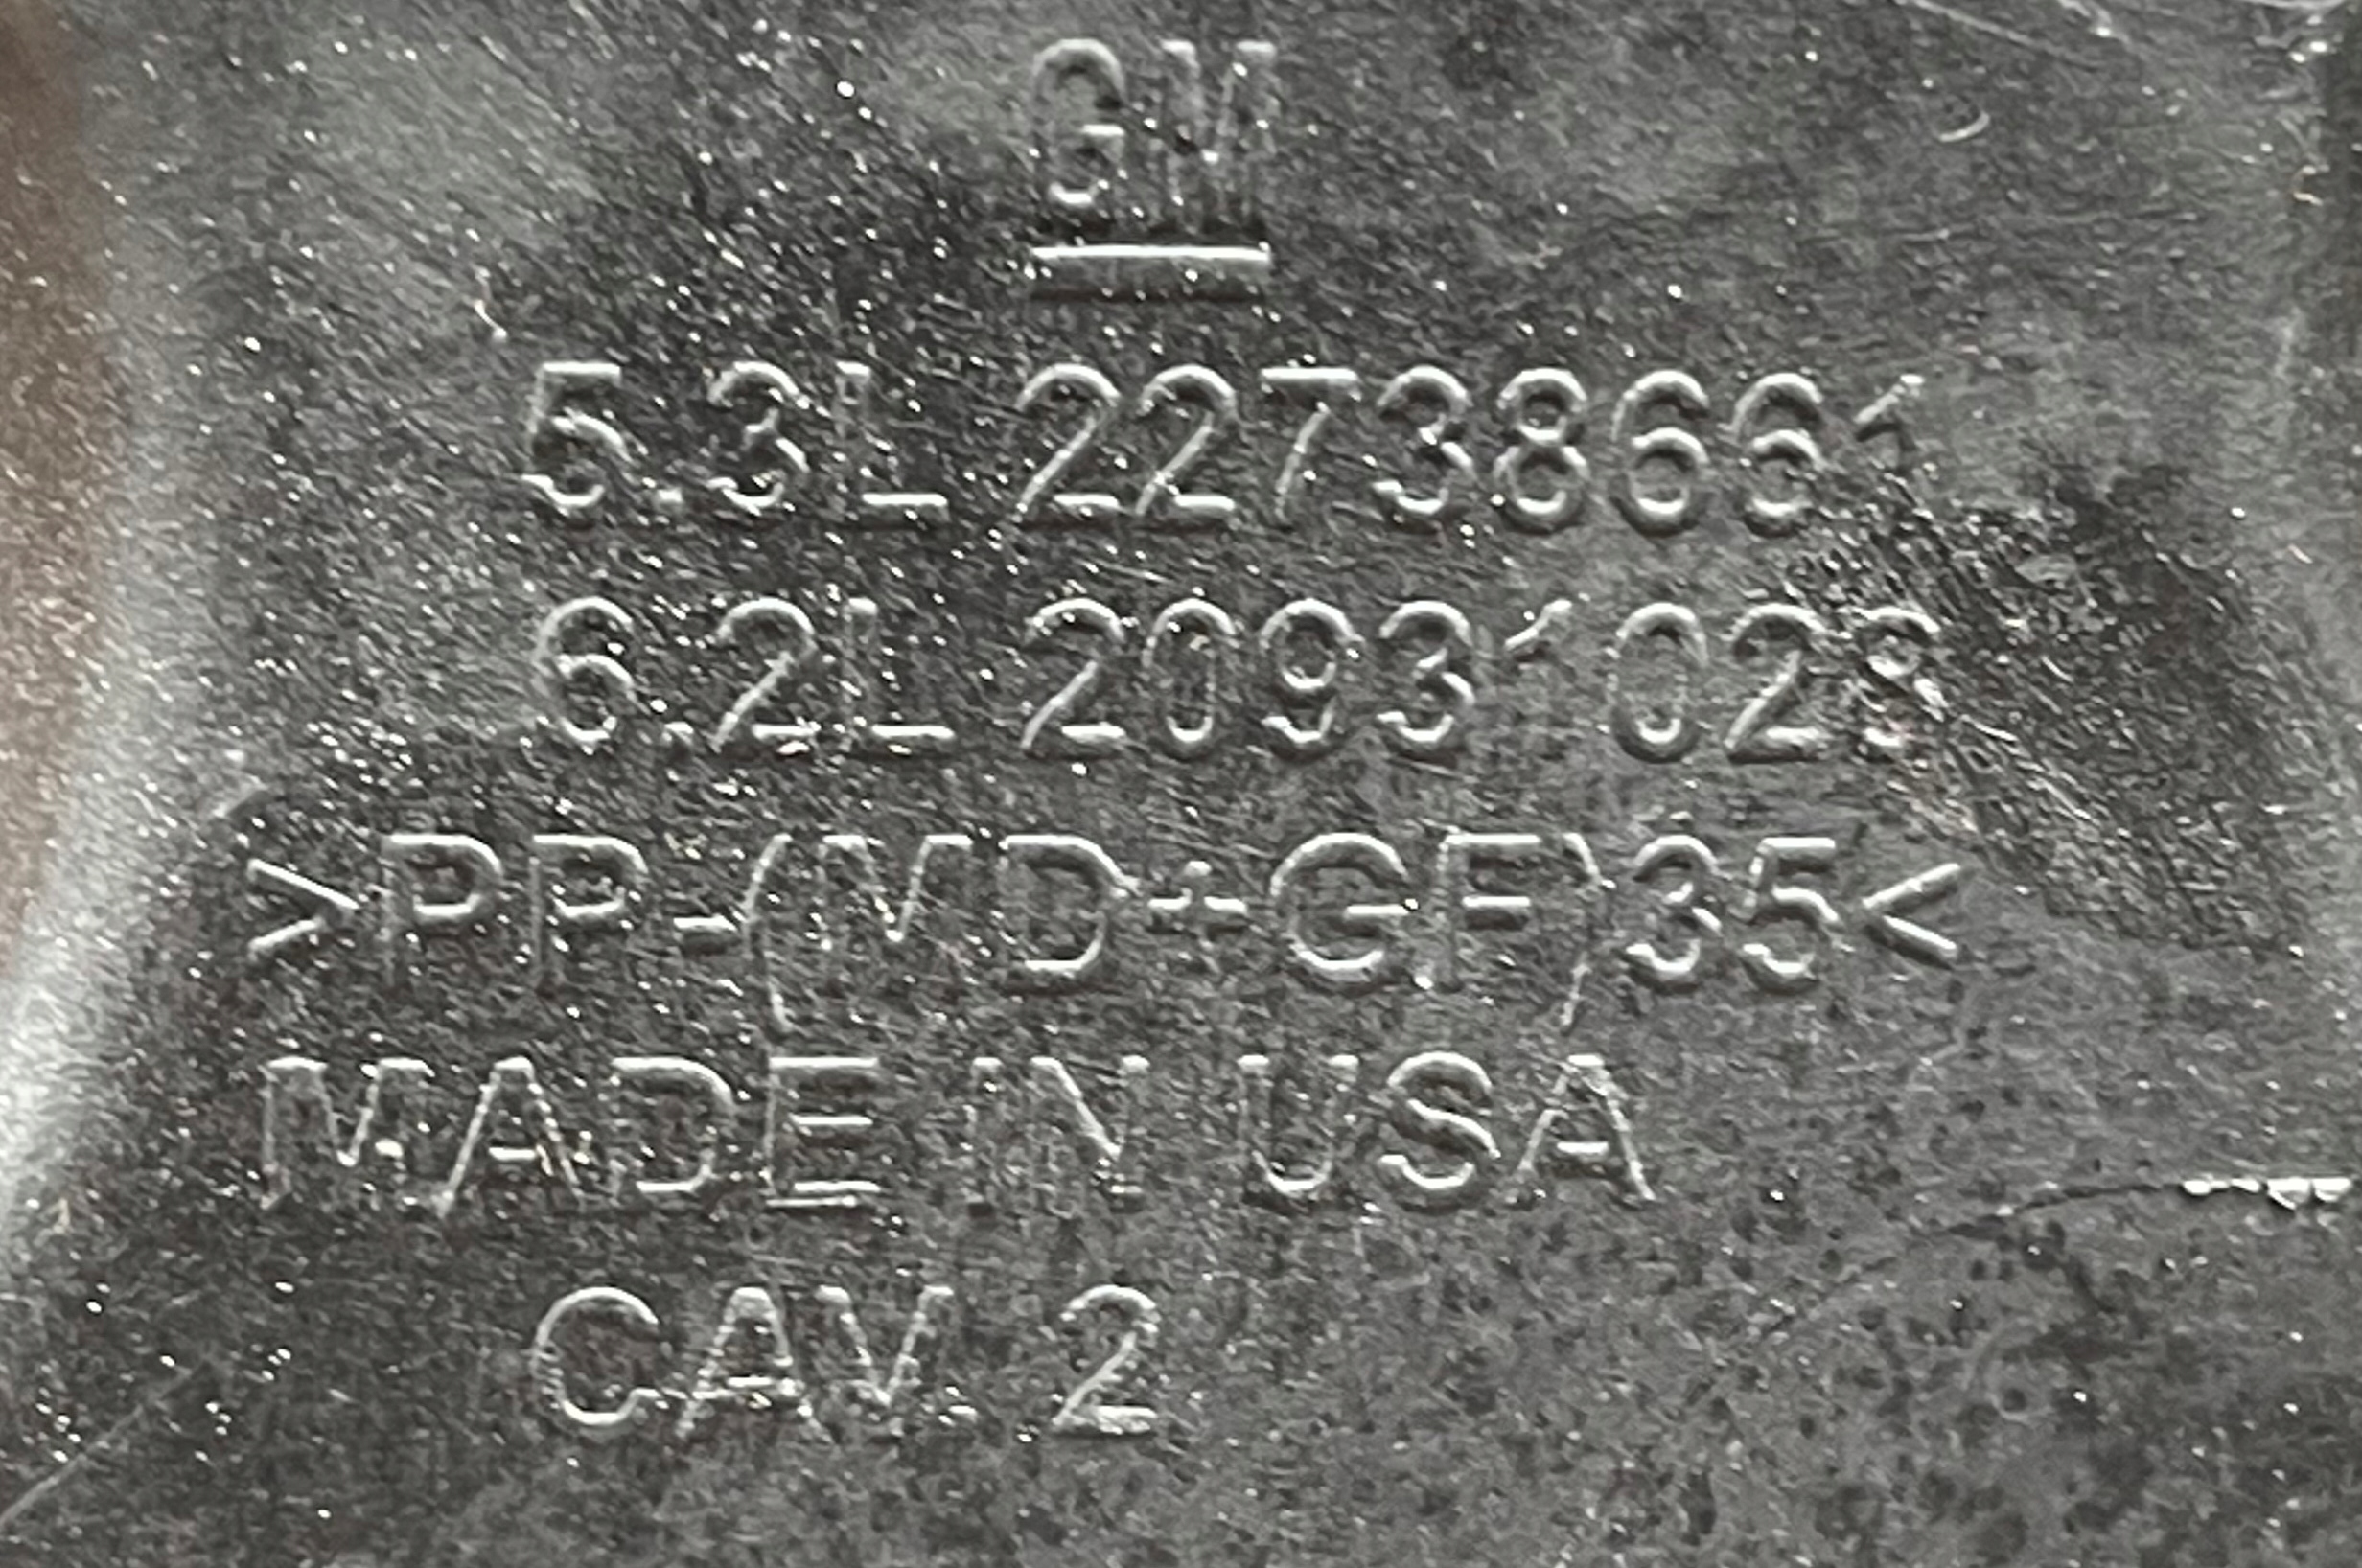 GM
5.3L 22738661
6.2L 20931028
>PP-(MD+GF)35<
MADE IN USA
CAV. 2